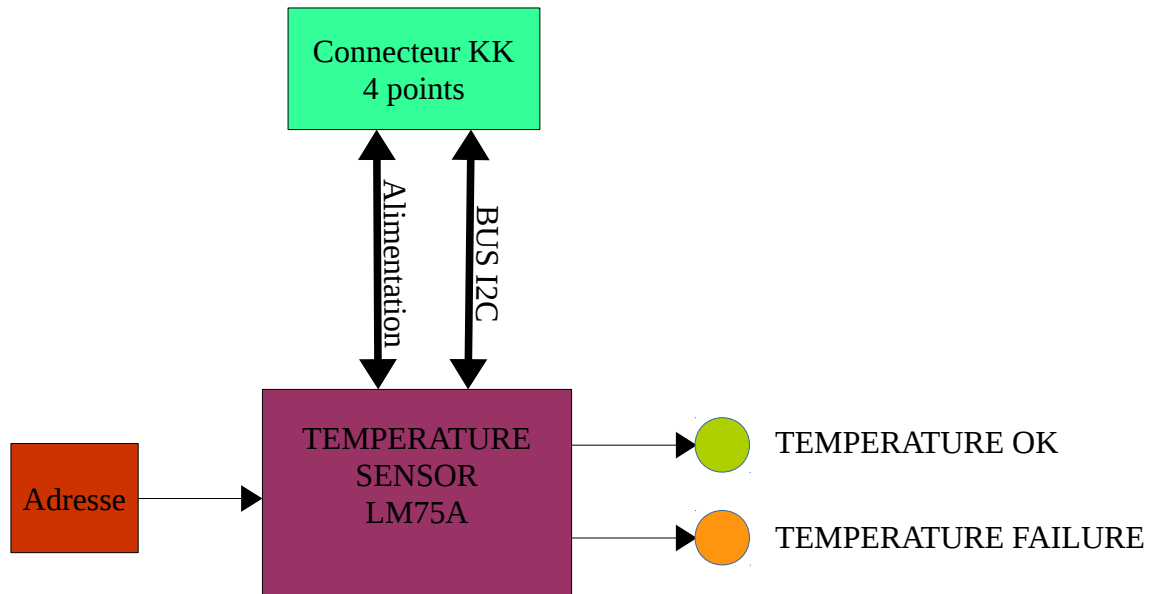 Connecteur KK
4 points
Alimentation
BUS I2C
TEMPERATURE
SENSOR
LM75A
Adresse
TEMPERATURE OK
TEMPERATURE FAILURE